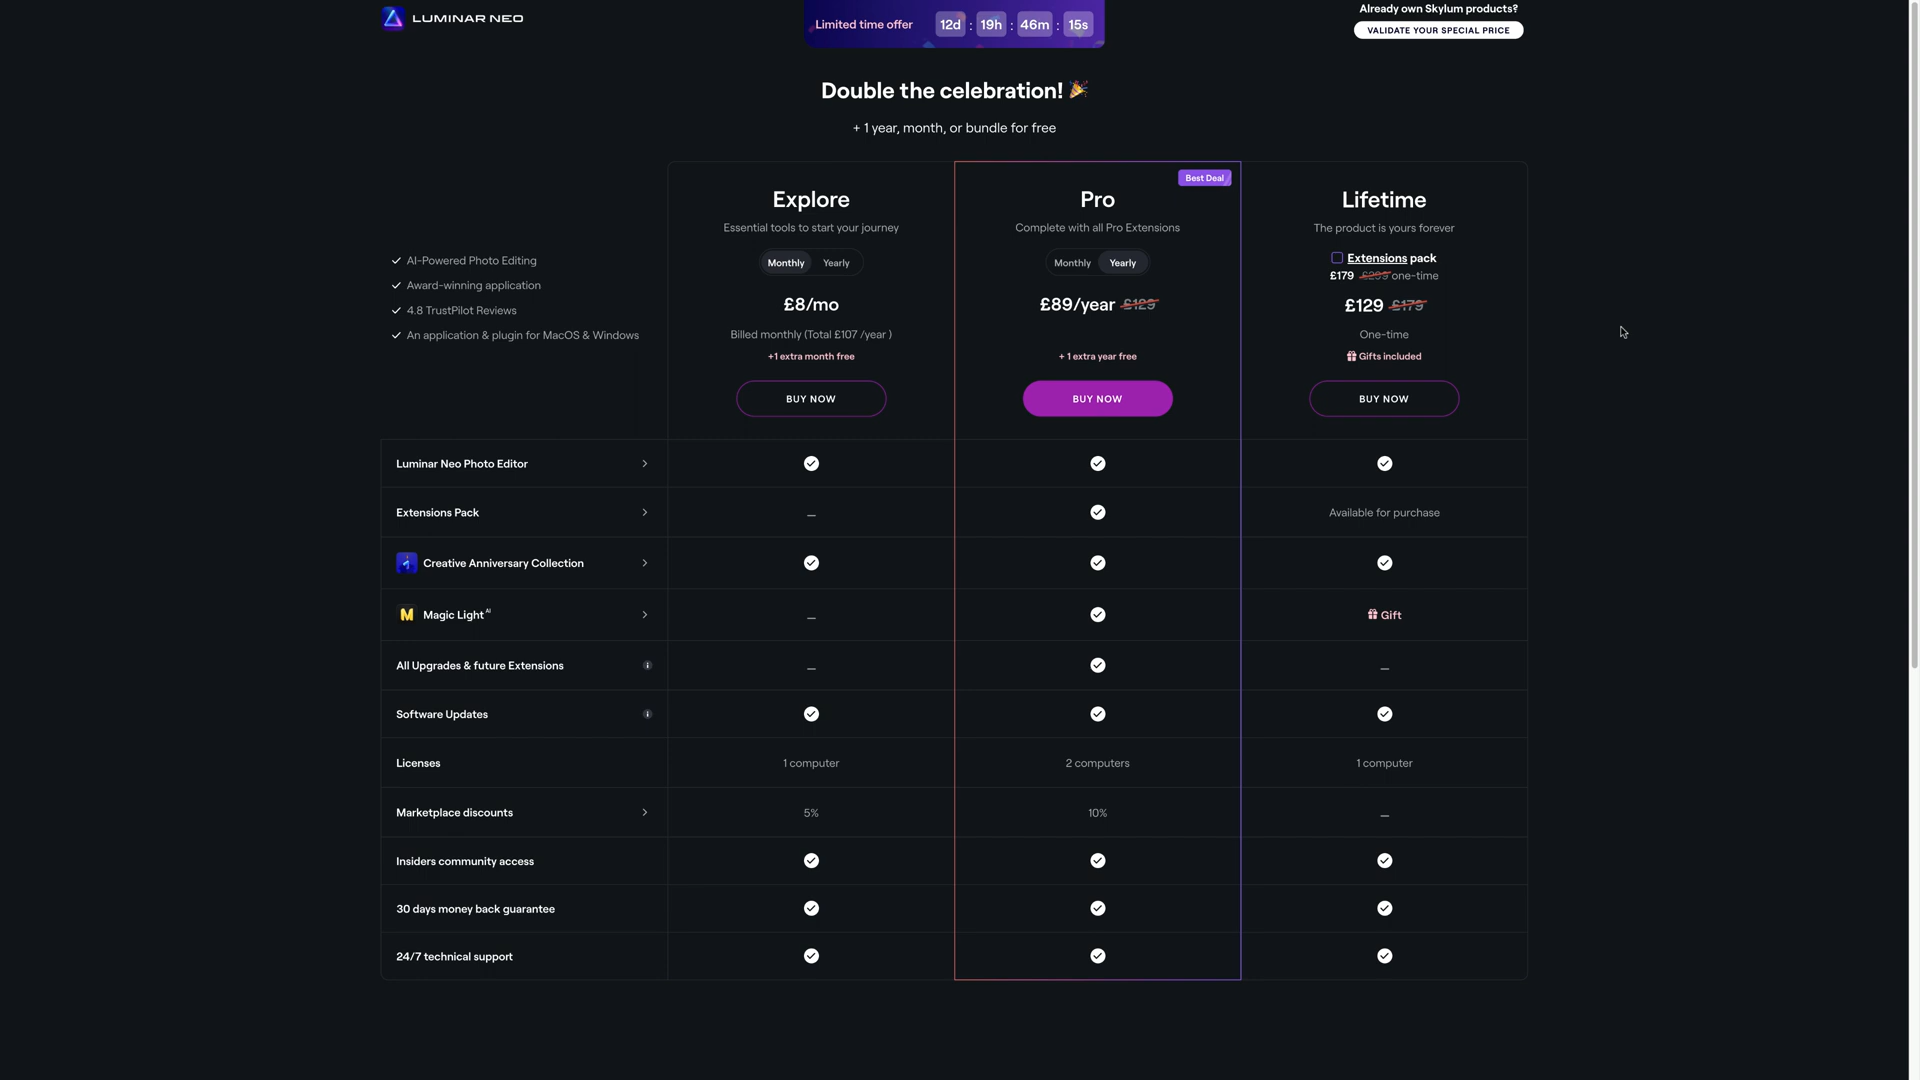 LUMINAR NEO
Limited time offer 12d : 19h : 46m : 15s
Already own Skylum products?
VALIDATE YOUR SPECIAL PRICE
Double the celebration! 🎉
+ 1 year, month, or bundle for free
AI-Powered Photo Editing
Award-winning application
4.8 TrustPilot Reviews
An application & plugin for MacOS & Windows
Explore
Essential tools to start your journey
Monthly Yearly
£8/mo
Billed monthly (Total £107 /year )
+1 extra month free
BUY NOW
Best Deal
Pro
Complete with all Pro Extensions
Monthly Yearly
£89/year £129
+ 1 extra year free
BUY NOW
Lifetime
The product is yours forever
Extensions pack
£179 £299 one-time
£129 £179
One-time
Gifts included
BUY NOW
Luminar Neo Photo Editor
Extensions Pack _ Available for purchase
Creative Anniversary Collection
Magic Light AI _ Gift
All Upgrades & future Extensions _ _
Software Updates
Licenses 1 computer 2 computers 1 computer
Marketplace discounts 5% 10% _
Insiders community access
30 days money back guarantee
24/7 technical support